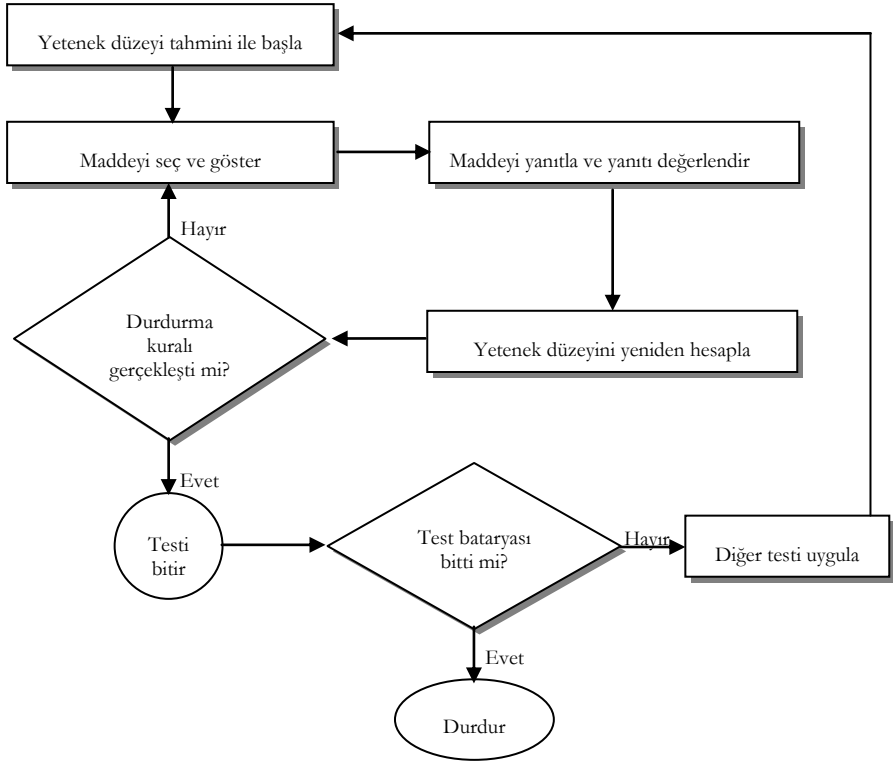 Yetenek düzeyi tahmini ile başla
Maddeyi seç ve göster
Maddeyi yanıtla ve yanıtı değerlendir
Hayır
Durdurma
kuralı
gerçekleşti mi?
Yetenek düzeyini yeniden hesapla
Evet
Testi
bitir
Test bataryası
bitti mi?
Hayır
Diğer testi uygula
Evet
Durdur